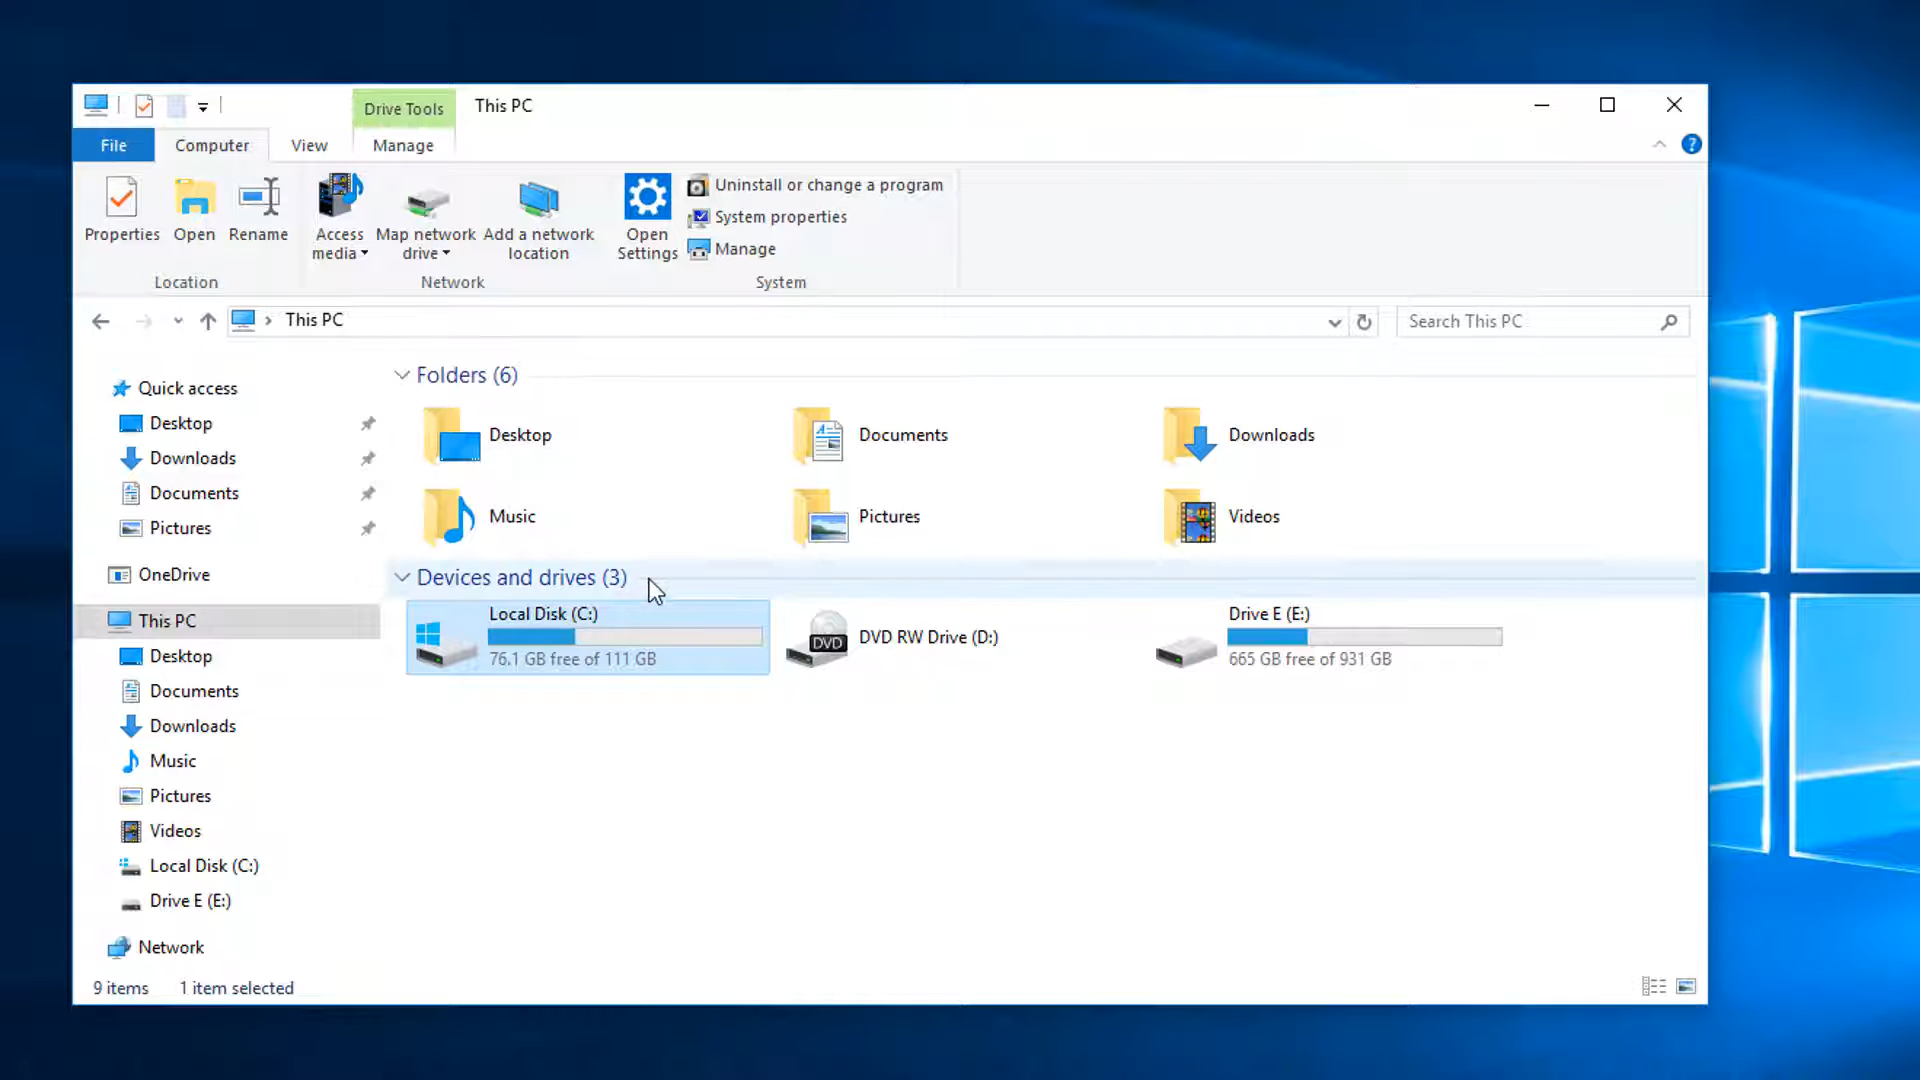 Drive Tools
This PC
File
Computer
View
Manage
Properties
Open
Rename
Location
Access media
Map network drive
Add a network location
Network
Open Settings
Uninstall or change a program
System properties
Manage
System
This PC
Search This PC
Quick access
Desktop
Downloads
Documents
Pictures
OneDrive
This PC
Desktop
Documents
Downloads
Music
Pictures
Videos
Local Disk (C:)
Drive E (E:)
Network
Folders (6)
Desktop
Documents
Downloads
Music
Pictures
Videos
Devices and drives (3)
Local Disk (C:)
76.1 GB free of 111 GB
DVD
DVD RW Drive (D:)
Drive E (E:)
665 GB free of 931 GB
9 items
1 item selected